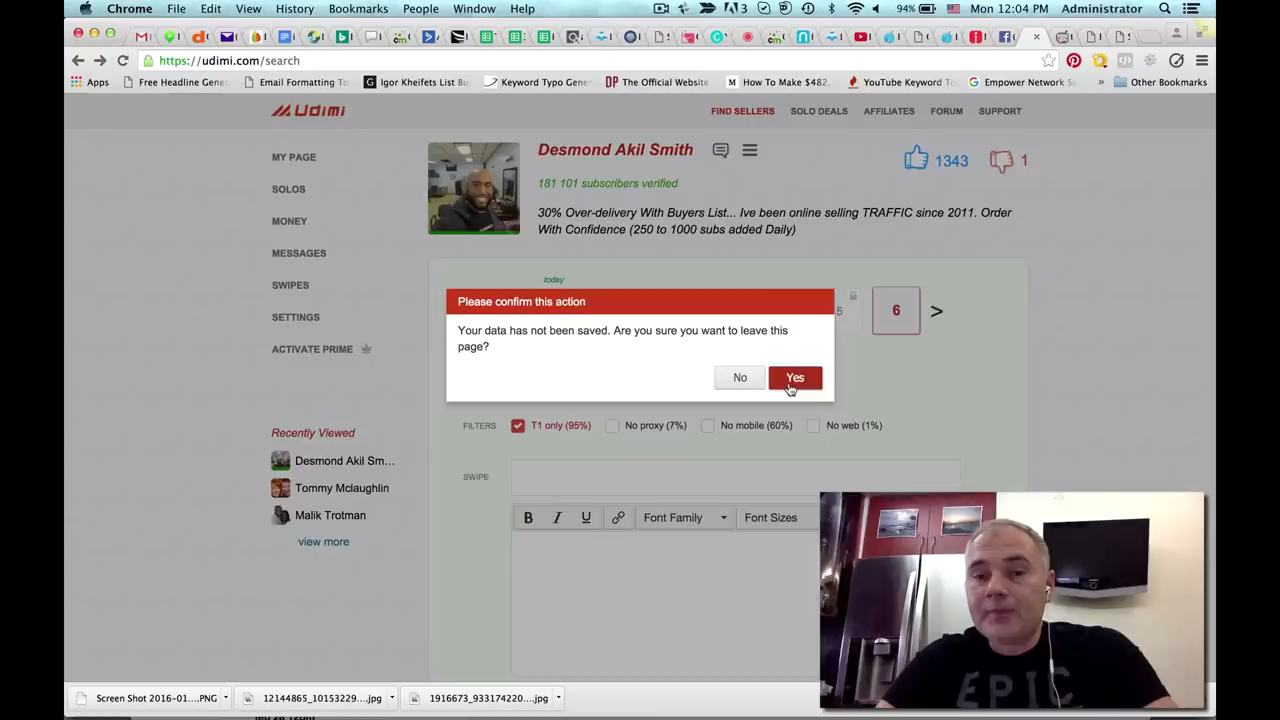 Chrome File Edit View History Bookmarks People Window Help
3 94% Mon 12:04 PM Administrator
https://udimi.com/search
Apps Free Headline Gene Email Formatting To Igor Kheifets List Bu Keyword Typo Gene The Official Website How To Make $482, YouTube Keyword T Empower Network S » Other Bookmarks
Udimi
FIND SELLERS SOLO DEALS AFFILIATES FORUM SUPPORT
MY PAGE
SOLOS
MONEY
MESSAGES
SWIPES
SETTINGS
ACTIVATE PRIME
Recently Viewed
Desmond Akil Sm...
Tommy Mclaughlin
Malik Trotman
view more
Desmond Akil Smith
1343 1
181 101 subscribers verified
30% Over-delivery With Buyers List... Ive been online selling TRAFFIC since 2011. Order
With Confidence (250 to 1000 subs added Daily)
today
5 6 >
Please confirm this action
Your data has not been saved. Are you sure you want to leave this
page?
No Yes
FILTERS T1 only (95%) No proxy (7%) No mobile (60%) No web (1%)
SWIPE
B I U Font Family Font Sizes
EPIC
Screen Shot 2016-01....PNG 12144865_10153229....jpg 1916673_933174220....jpg